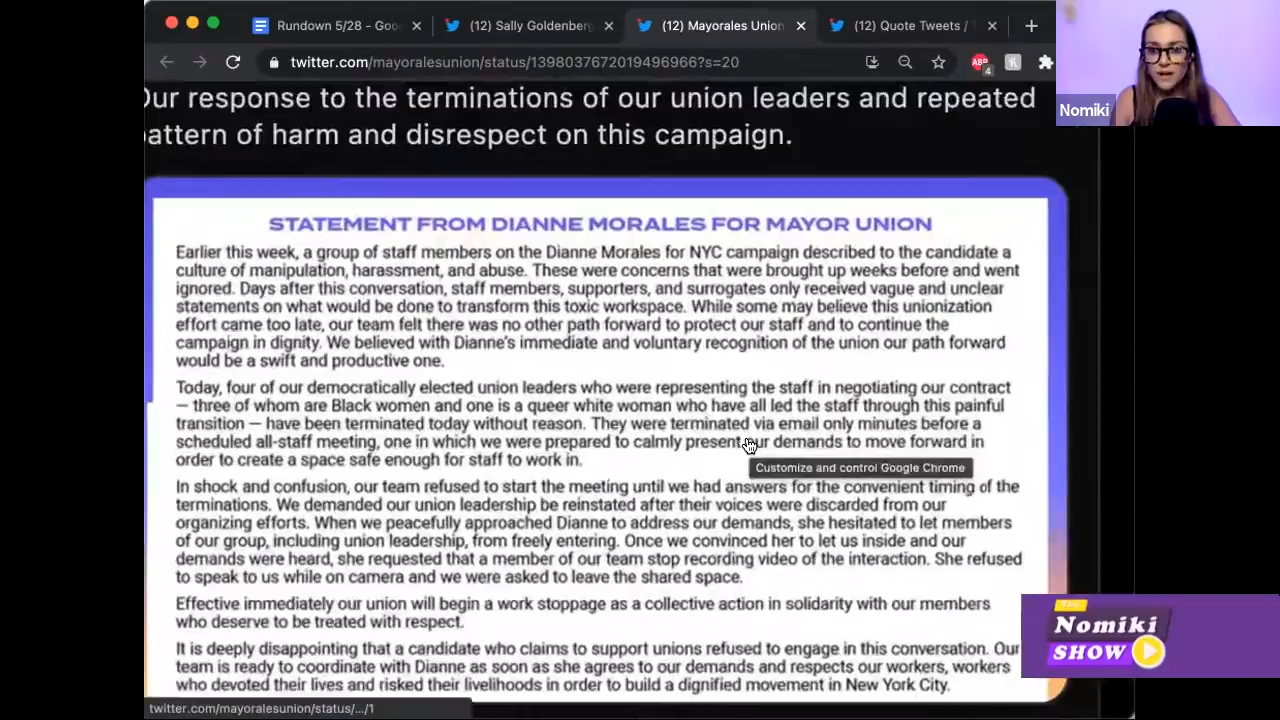 Rundown 5/28 - Goo
(12) Sally Goldenberg
(12) Mayorales Union
(12) Quote Tweets / T
twitter.com/mayoralesunion/status/1398037672019496966?s=20
ABP
4
Nomiki
Our response to the terminations of our union leaders and repeated
pattern of harm and disrespect on this campaign.
STATEMENT FROM DIANNE MORALES FOR MAYOR UNION
Earlier this week, a group of staff members on the Dianne Morales for NYC campaign described to the candidate a
culture of manipulation, harassment, and abuse. These were concerns that were brought up weeks before and went
ignored. Days after this conversation, staff members, supporters, and surrogates only received vague and unclear
statements on what would be done to transform this toxic workspace. While some may believe this unionization
effort came too late, our team felt there was no other path forward to protect our staff and to continue the
campaign in dignity. We believed with Dianne's immediate and voluntary recognition of the union our path forward
would be a swift and productive one.
Today, four of our democratically elected union leaders who were representing the staff in negotiating our contract
— three of whom are Black women and one is a queer white woman who have all led the staff through this painful
transition — have been terminated today without reason. They were terminated via email only minutes before a
scheduled all-staff meeting, one in which we were prepared to calmly present our demands to move forward in
order to create a space safe enough for staff to work in.
Customize and control Google Chrome
In shock and confusion, our team refused to start the meeting until we had answers for the convenient timing of the
terminations. We demanded our union leadership be reinstated after their voices were discarded from our
organizing efforts. When we peacefully approached Dianne to address our demands, she hesitated to let members
of our group, including union leadership, from freely entering. Once we convinced her to let us inside and our
demands were heard, she requested that a member of our team stop recording video of the interaction. She refused
to speak to us while on camera and we were asked to leave the shared space.
Effective immediately our union will begin a work stoppage as a collective action in solidarity with our members
who deserve to be treated with respect.
It is deeply disappointing that a candidate who claims to support unions refused to engage in this conversation. Our
team is ready to coordinate with Dianne as soon as she agrees to our demands and respects our workers, workers
who devoted their lives and risked their livelihoods in order to build a dignified movement in New York City.
The
Nomiki
SHOW
twitter.com/mayoralesunion/status/.../1